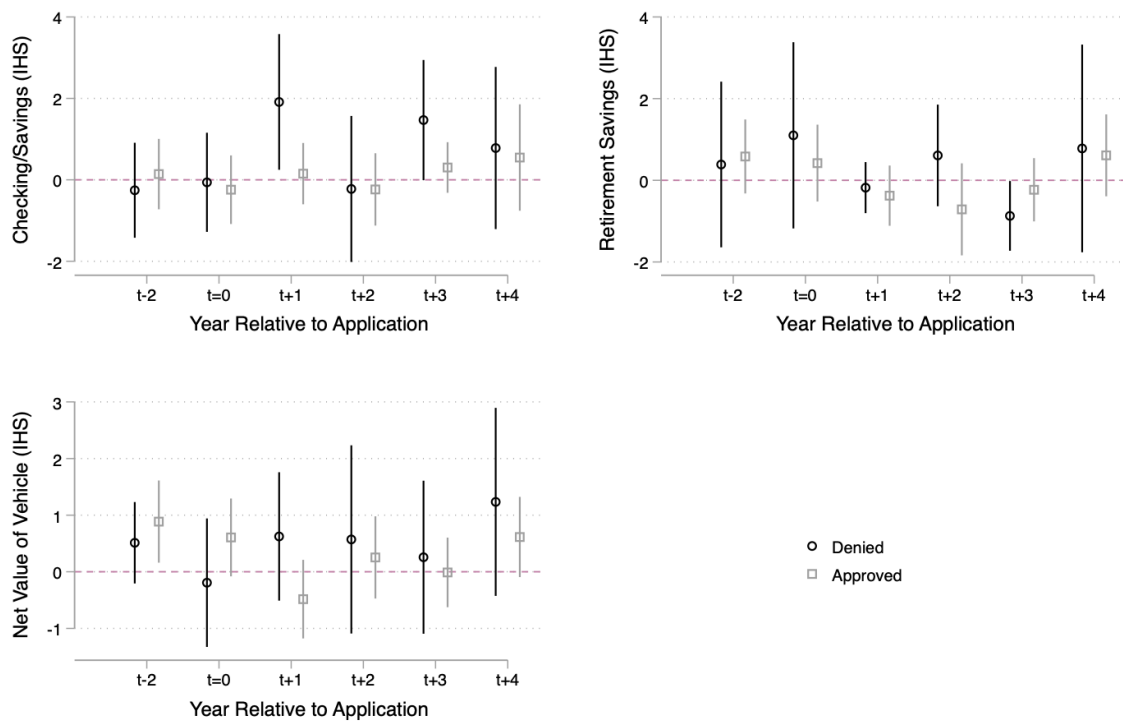 Checking/Savings (IHS)
4
2
0
-2
t-2 t=0 t+1 t+2 t+3 t+4
Year Relative to Application
Retirement Savings (IHS)
4
2
0
-2
t-2 t=0 t+1 t+2 t+3 t+4
Year Relative to Application
Net Value of Vehicle (IHS)
3
2
1
0
-1
t-2 t=0 t+1 t+2 t+3 t+4
Year Relative to Application
Denied
Approved